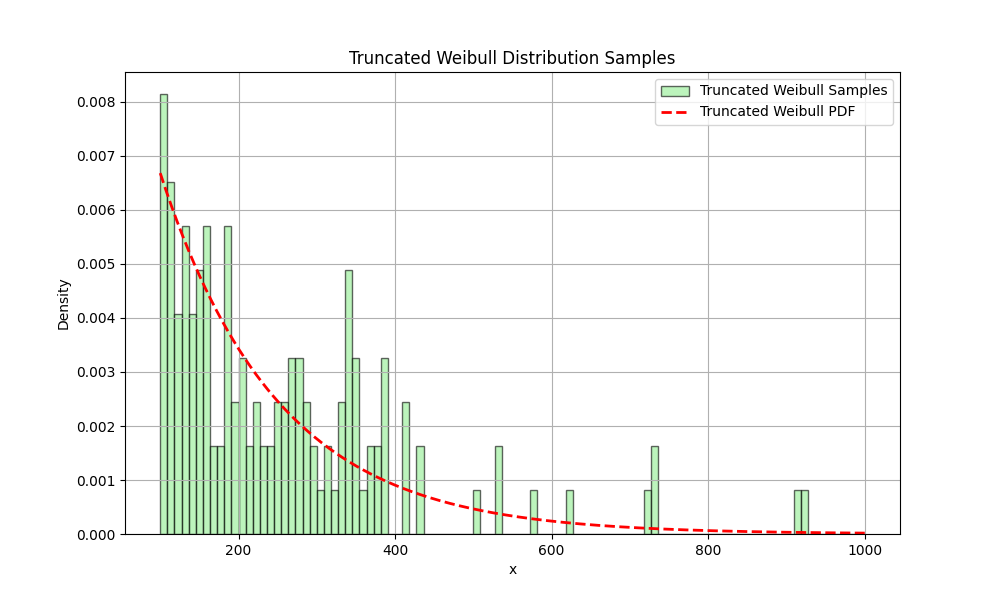 Truncated Weibull Distribution Samples
Truncated Weibull Samples
Truncated Weibull PDF
Density
0.008
0.007
0.006
0.005
0.004
0.003
0.002
0.001
0.000
200 400 600 800 1000
x